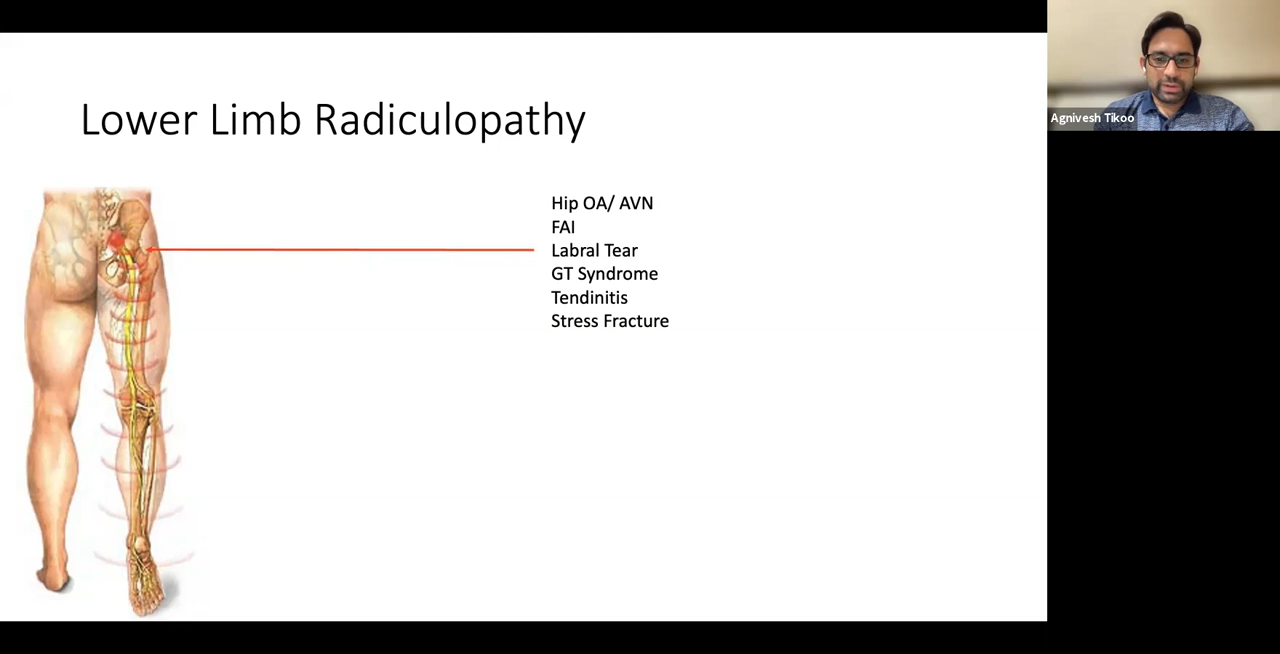 Lower Limb Radiculopathy
Hip OA/ AVN
FAI
Labral Tear
GT Syndrome
Tendinitis
Stress Fracture
Agnivesh Tikoo